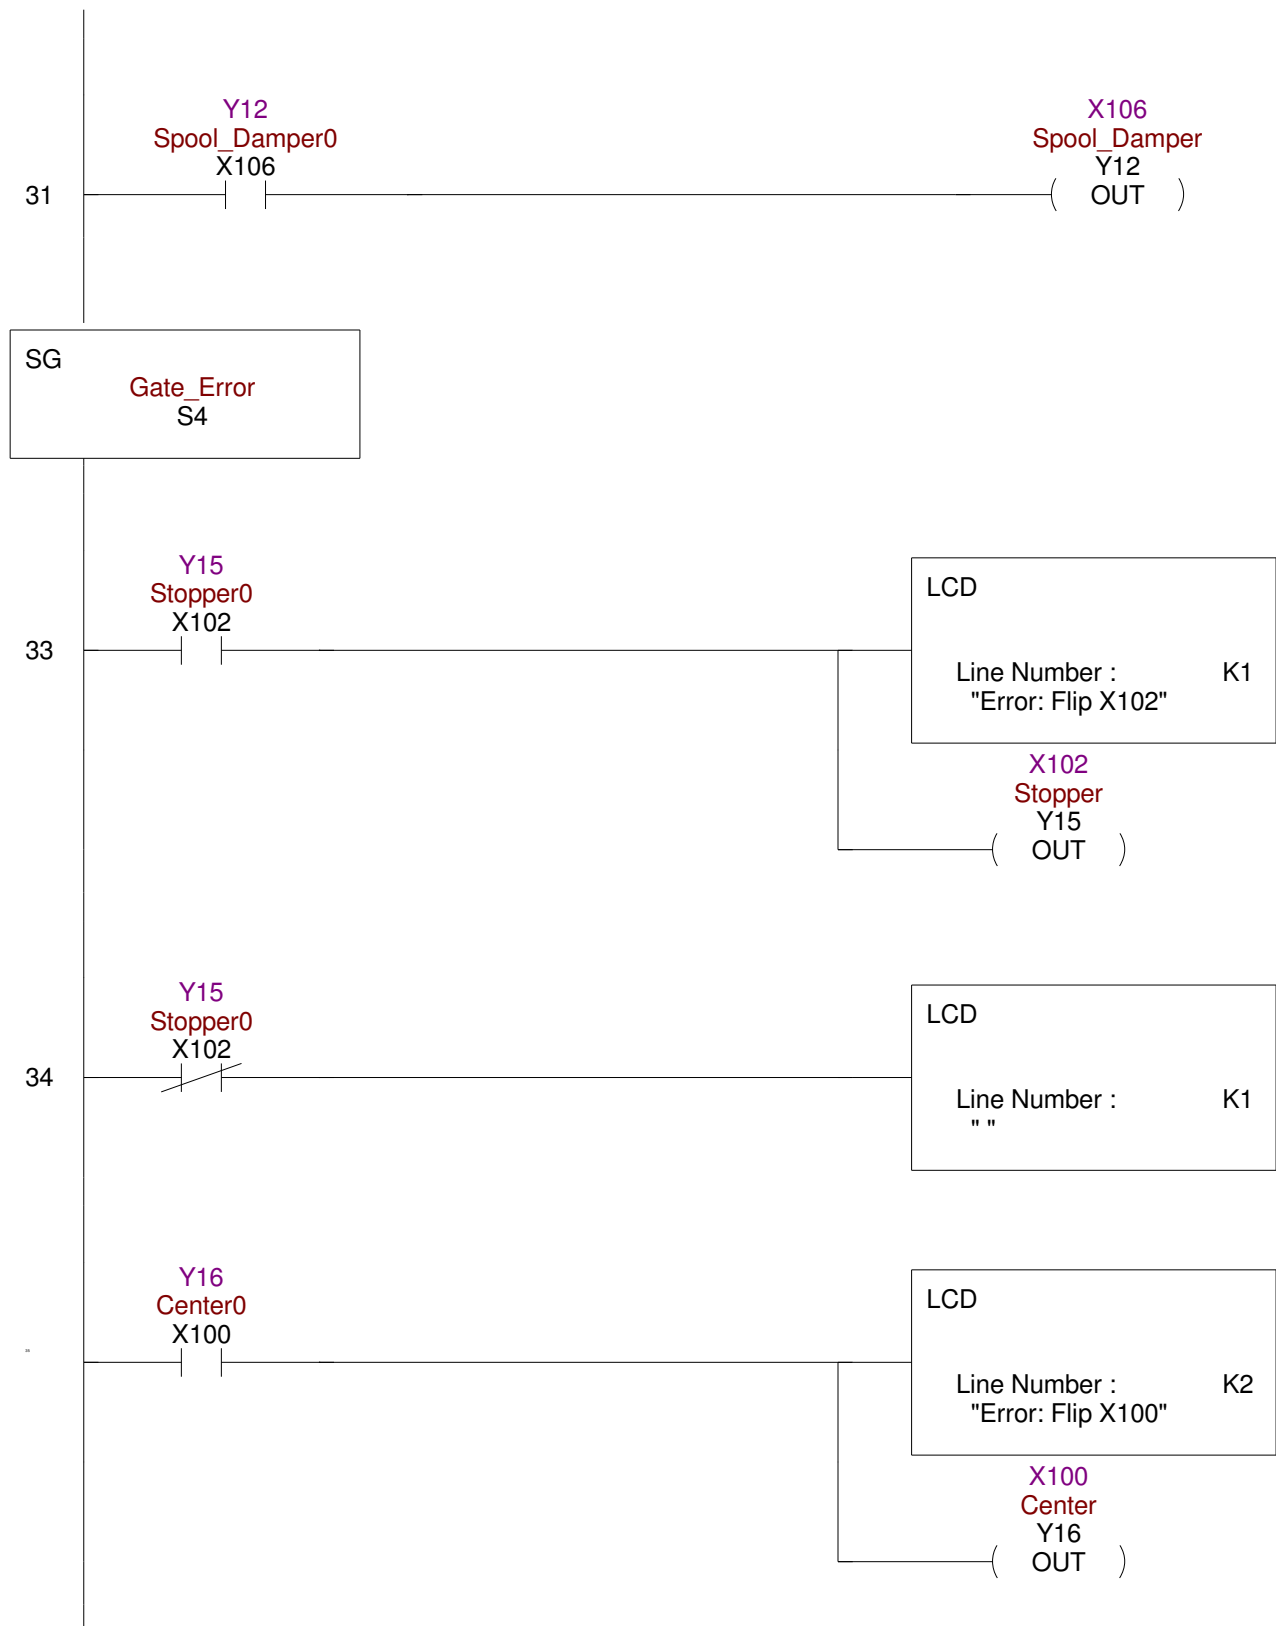 Y12
Spool_Damper0
X106
X106
Spool_Damper
Y12
31
OUT
SG
Gate_Error
S4
Y15
Stopper0
X102
33
LCD
Line Number : K1
"Error: Flip X102"
X102
Stopper
Y15
OUT
Y15
Stopper0
X102
34
LCD
Line Number : K1
" "
Y16
Center0
X100
LCD
Line Number : K2
"Error: Flip X100"
X100
Center
Y16
OUT